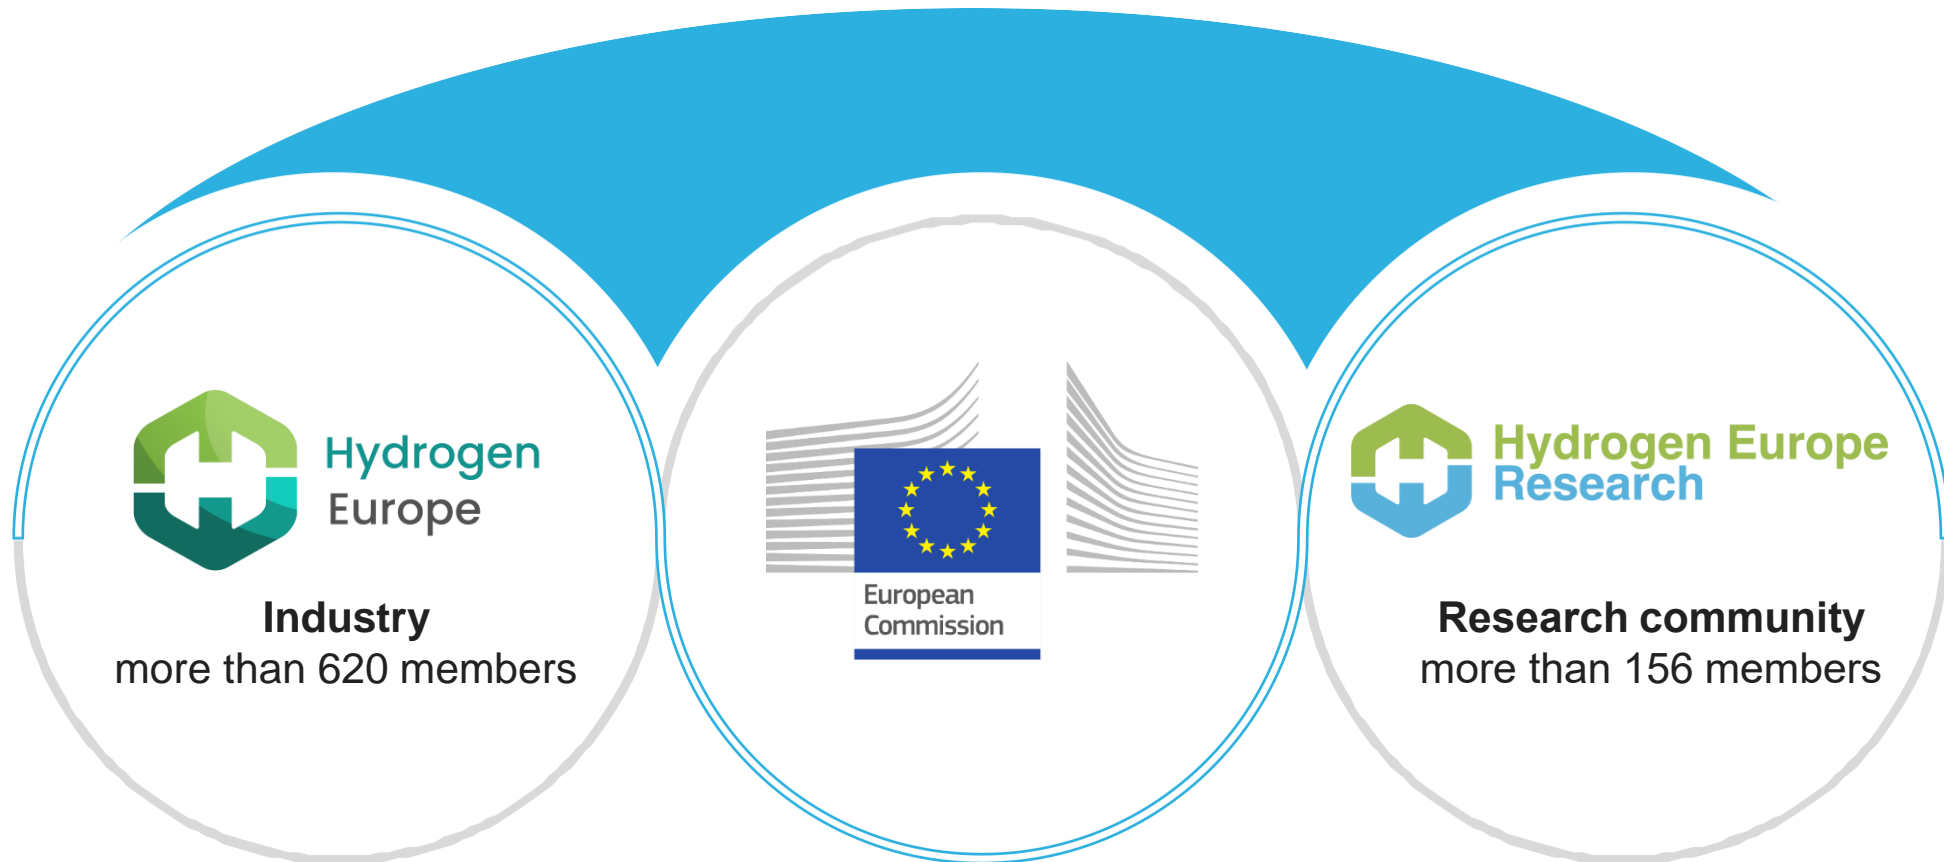 Hydrogen
Europe
Industry
more than 620 members
European
Commission
Hydrogen Europe
Research
Research community
more than 156 members